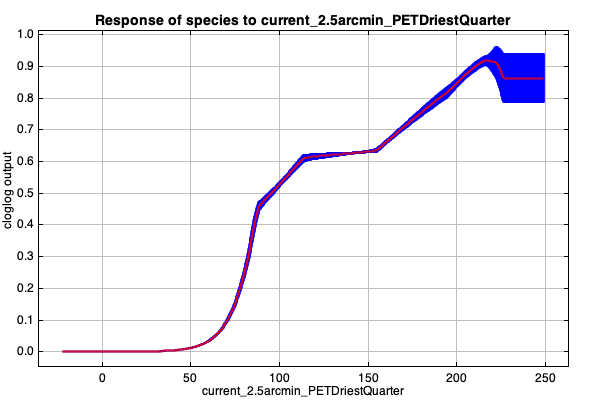 Response of species to current_2.5arcmin_PETDriestQuarter
1.0
0.9
0.8
0.7
0.6
0.5
0.4
0.3
0.2
0.1
0.0
cloglog output
0 50 100 150 200 250
current_2.5arcmin_PETDriestQuarter